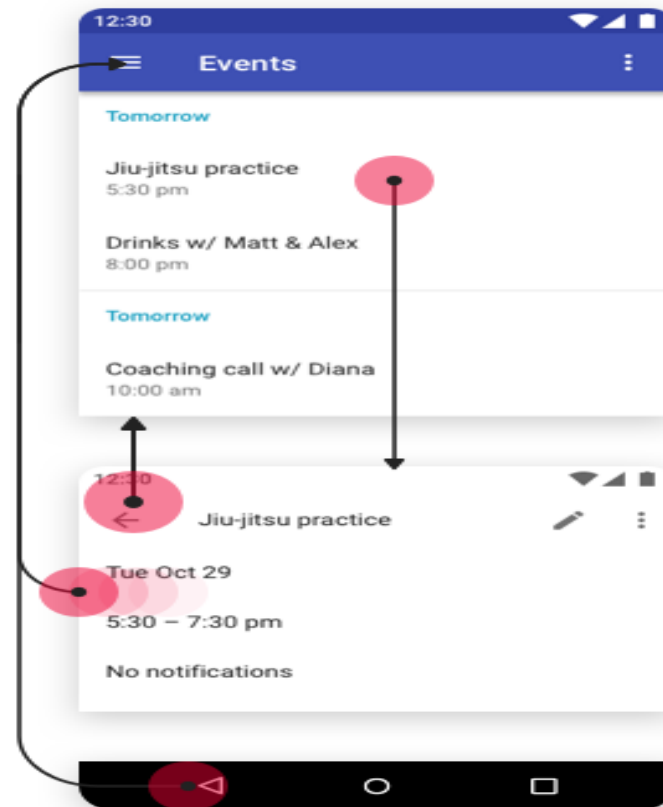 12:30
Events
Tomorrow
Jiu-jitsu practice
5:30 pm
Drinks w/ Matt & Alex
8:00 pm
Tomorrow
Coaching call w/ Diana
10:00 am
12:30
Jiu-jitsu practice
Tue Oct 29
5:30 – 7:30 pm
No notifications